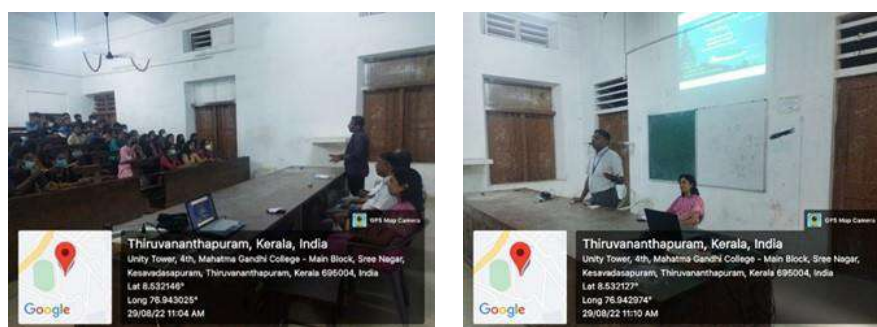 GPS Map Camera
Thiruvananthapuram, Kerala, India
Unity Tower, 4th, Mahatma Gandhi College - Main Block, Sree Nagar,
Kesavadasapuram, Thiruvananthapuram, Kerala 695004, India
Lat 8.532146°
Long 76.943025°
29/08/22 11:04 AM
Google
GPS Map Camera
Thiruvananthapuram, Kerala, India
Unity Tower, 4th, Mahatma Gandhi College - Main Block, Sree Nagar,
Kesavadasapuram, Thiruvananthapuram, Kerala 695004, India
Lat 8.532127°
Long 76.942974°
29/08/22 11:10 AM
Google